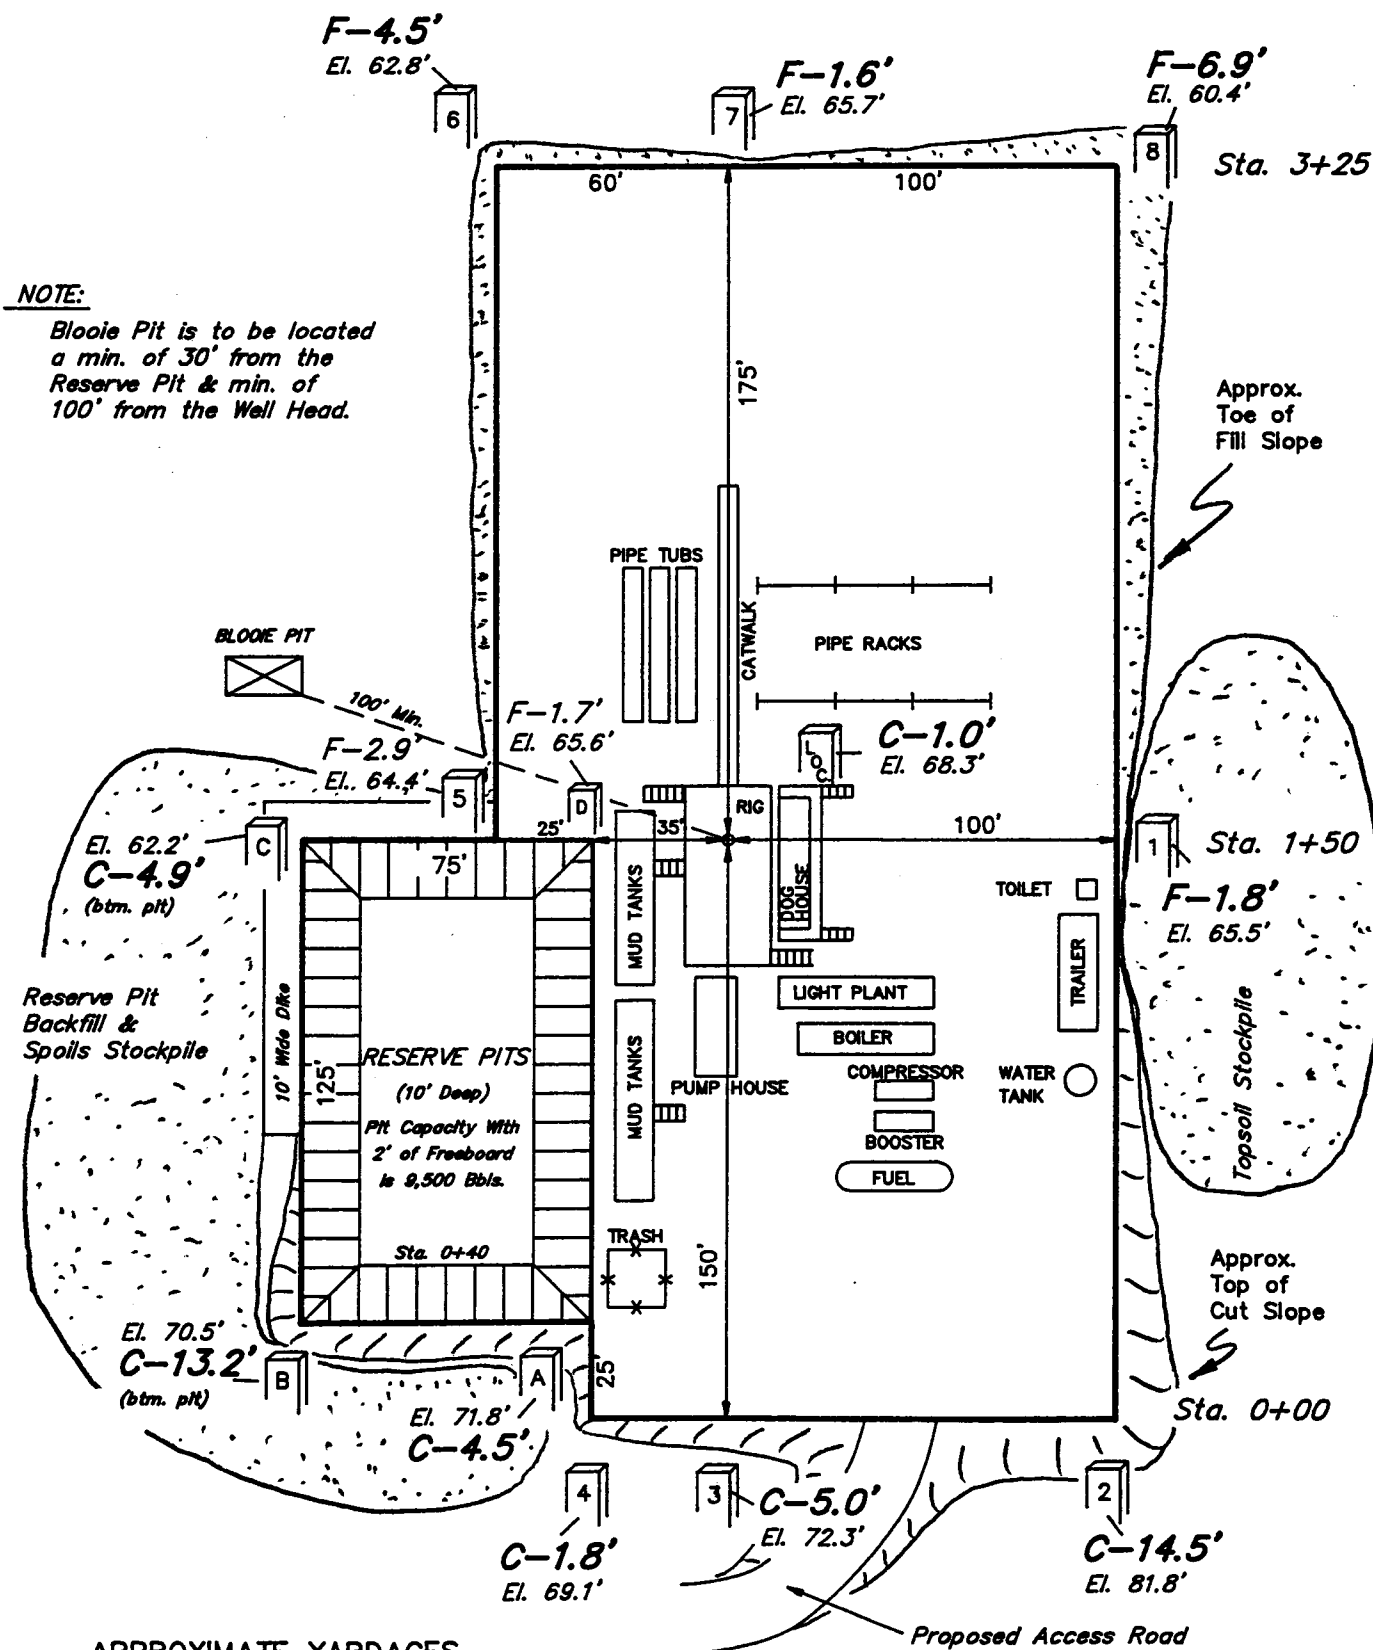 F-4.5'
El. 62.8'
6
F-1.6'
El. 65.7'
7
F-6.9'
El. 60.4'
8
Sta. 3+25
60'
100'
NOTE:
Blooie Pit is to be located
a min. of 30' from the
Reserve Pit & min. of
100' from the Well Head.
175'
Approx.
Toe of
Fill Slope
PIPE TUBS
CATWALK
PIPE RACKS
BLOOIE PIT
100' Min.
F-1.7'
El. 65.6'
D
F-2.9'
El. 64.4'
5
C-1.0'
El. 68.3'
LOC.
RIG
25'
35'
100'
1
Sta. 1+50
F-1.8'
El. 65.5'
El. 62.2'
C-4.9'
(btm. pit)
C
75'
MUD TANKS
DOG HOUSE
TOILET
TRAILER
Reserve Pit
Backfill &
Spoils Stockpile
10' Wide Dike
125'
RESERVE PITS
(10' Deep)
Pit Capacity With
2' of Freeboard
is 9,500 Bbls.
Sta. 0+40
MUD TANKS
PUMP HOUSE
LIGHT PLANT
BOILER
COMPRESSOR
BOOSTER
FUEL
WATER
TANK
Topsoil Stockpile
TRASH
150'
Approx.
Top of
Cut Slope
El. 70.5'
C-13.2'
(btm. pit)
B
A
El. 71.8'
C-4.5'
25'
Sta. 0+00
4
C-1.8'
El. 69.1'
3
C-5.0'
El. 72.3'
2
C-14.5'
El. 81.8'
Proposed Access Road
APPROXIMATE YARDAGES